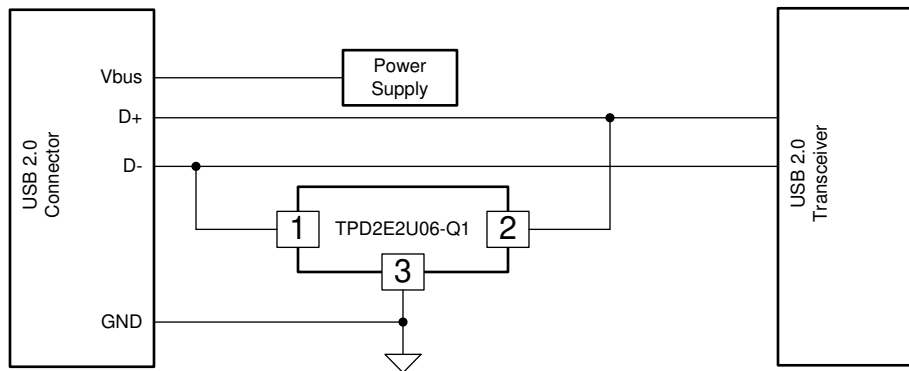 USB 2.0
Connector
Vbus
D+
D-
GND
Power
Supply
1
TPD2E2U06-Q1
2
3
USB 2.0
Transceiver